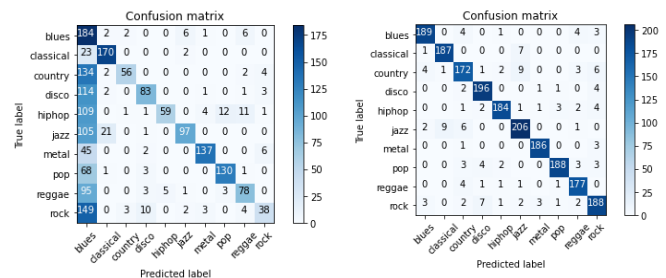 Confusion matrix
True label
blues 184 2 2 0 0 6 1 0 6 0
classical 23 170 0 0 0 2 0 0 0 0
country 134 2 56 0 0 0 0 0 2 4
disco 114 2 0 83 0 0 1 0 1 3
hiphop 109 0 1 1 59 0 4 12 11 1
jazz 105 21 0 1 0 97 0 0 0 0
metal 45 0 0 2 0 0 137 0 0 6
pop 68 1 0 3 0 0 0 130 1 0
reggae 95 0 0 3 5 1 0 3 78 0
rock 149 0 3 10 0 2 3 0 4 38
blues classical country disco hiphop jazz metal pop reggae rock
Predicted label
175
150
125
100
75
50
25
0
Confusion matrix
True label
blues 189 0 4 0 1 0 0 0 4 3
classical 1 187 0 0 0 7 0 0 0 0
country 4 1 172 1 2 9 0 0 3 6
disco 0 0 2 196 0 0 0 1 0 4
hiphop 0 0 1 2 184 1 1 3 2 4
jazz 2 9 6 0 0 206 0 0 0 1
metal 0 0 0 1 0 0 186 0 0 4
pop 0 0 3 4 2 0 0 188 3 3
reggae 0 0 4 1 1 1 0 1 177 0
rock 3 0 2 7 1 2 3 1 2 188
blues classical country disco hiphop jazz metal pop reggae rock
Predicted label
200
175
150
125
100
75
50
25
0